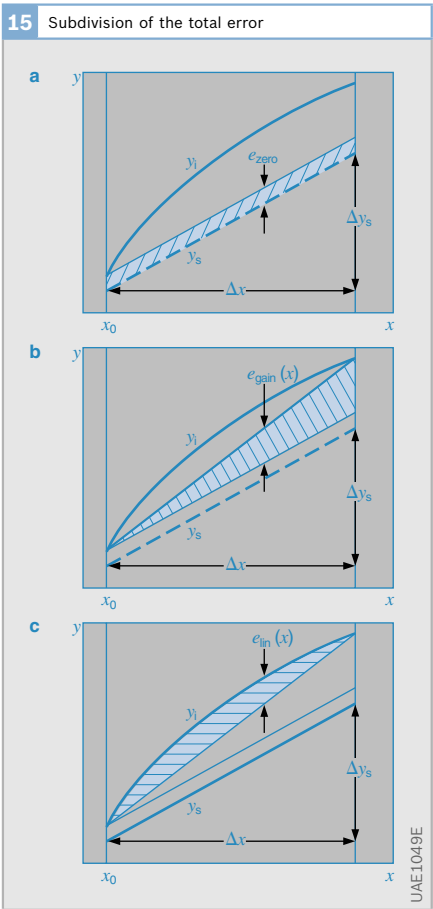 15 Subdivision of the total error
a
y
yi
ezero
ys
Δys
Δx
x0 x
b
y
egain (x)
yi
Δys
ys
Δx
x0 x
c
y
elin (x)
yi
Δys
ys
Δx
x0 x
UAE1049E